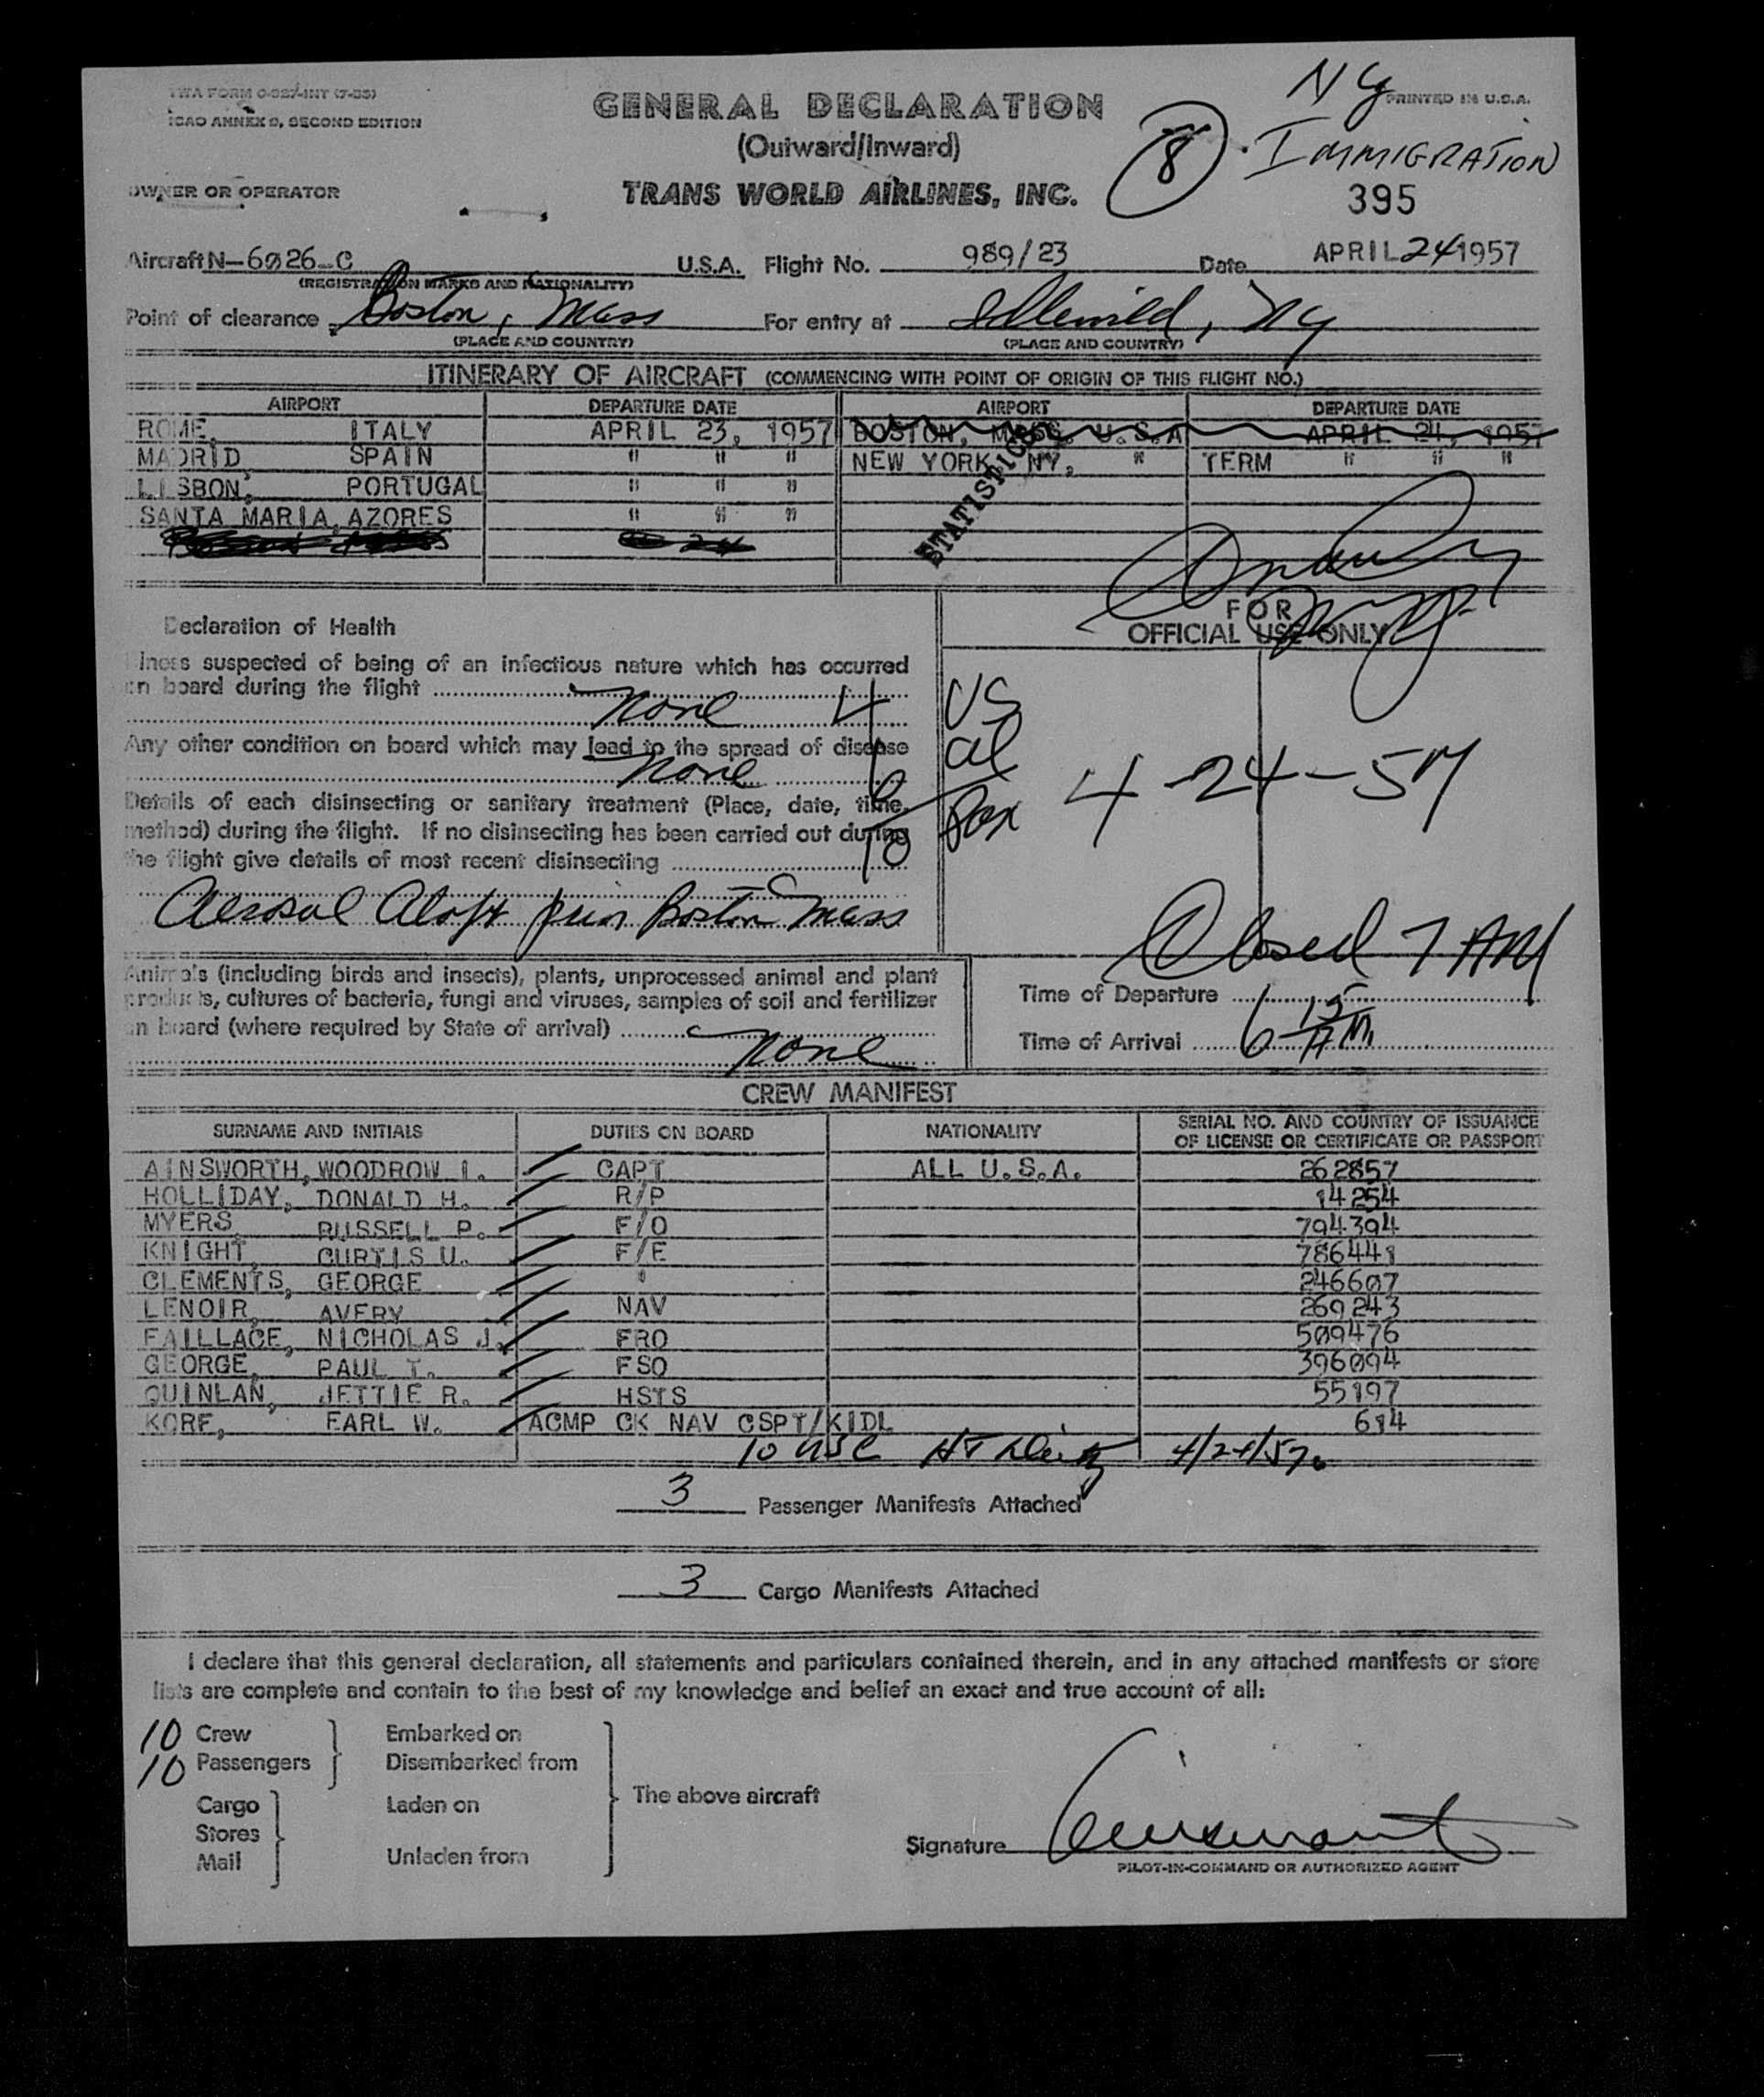 TWA FORM O-327-INT (7-55)
ICAO ANNEX 9, SECOND EDITION
GENERAL DECLARATION
(Outward/Inward)
TRANS WORLD AIRLINES, INC.
PRINTED IN U.S.A.
NY
8
IMMIGRATION
395
OWNER OR OPERATOR
Aircraft N-6026-C U.S.A. Flight No. 989/23 Date APRIL 24 1957
(REGISTRATION MARKS AND NATIONALITY)
Point of clearance Boston, Mass For entry at Idlewild, NY
(PLACE AND COUNTRY) (PLACE AND COUNTRY)
ITINERARY OF AIRCRAFT (COMMENCING WITH POINT OF ORIGIN OF THIS FLIGHT NO.)
AIRPORT DEPARTURE DATE AIRPORT DEPARTURE DATE
ROME, ITALY APRIL 23, 1957 BOSTON, MASS. U.S.A APRIL 24, 1957
MADRID SPAIN " " " NEW YORK, NY, " TERM " " "
LISBON, PORTUGAL " " "
SANTA MARIA, AZORES " " "
STATISTICS
FOR
OFFICIAL USE ONLY
Declaration of Health
Illness suspected of being of an infectious nature which has occurred
on board during the flight
None 4 US
Any other condition on board which may lead to the spread of disease
None 6 al
Details of each disinsecting or sanitary treatment (Place, date, time,
method) during the flight. If no disinsecting has been carried out during
the flight give details of most recent disinsecting
10 Pax 4-24-57
Aerosol Aloft prior Boston Mass
Closed 7 AM
Animals (including birds and insects), plants, unprocessed animal and plant
products, cultures of bacteria, fungi and viruses, samples of soil and fertilizer
on board (where required by State of arrival)
None
Time of Departure
Time of Arrival 6 15 AM
CREW MANIFEST
SURNAME AND INITIALS DUTIES ON BOARD NATIONALITY SERIAL NO. AND COUNTRY OF ISSUANCE
OF LICENSE OR CERTIFICATE OR PASSPORT
AINSWORTH, WOODROW I. CAPT ALL U.S.A. 262857
HOLLIDAY, DONALD H. R/P 14254
MYERS RUSSELL P. F/O 794394
KNIGHT, CURTIS U. F/E 786441
CLEMENTS, GEORGE " 246607
LENOIR, AVERY NAV 269243
FAILLACE, NICHOLAS J. FRO 509476
GEORGE, PAUL T. FSO 396094
QUINLAN, JETTIE R. HSTS 55197
KORF, EARL W. ACMP CK NAV CSPT/KIDL 614
10 USC 4/24/57.
3 Passenger Manifests Attached
3 Cargo Manifests Attached
I declare that this general declaration, all statements and particulars contained therein, and in any attached manifests or store
lists are complete and contain to the best of my knowledge and belief an exact and true account of all:
10 Crew Embarked on
10 Passengers Disembarked from
The above aircraft
Cargo Laden on
Stores
Mail Unladen from
Signature
PILOT-IN-COMMAND OR AUTHORIZED AGENT